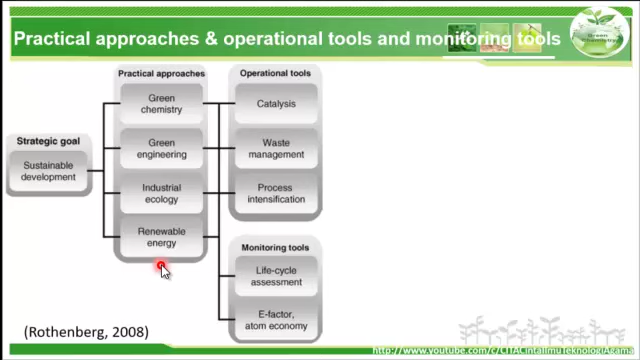 Practical approaches & operational tools and monitoring tools
Green
Chemistry
Practical approaches
Operational tools
Green
chemistry
Catalysis
Strategic goal
Green
engineering
Waste
management
Sustainable
development
Industrial
ecology
Process
intensification
Renewable
energy
Monitoring tools
Life-cycle
assessment
E-factor,
atom economy
(Rothenberg, 2008)